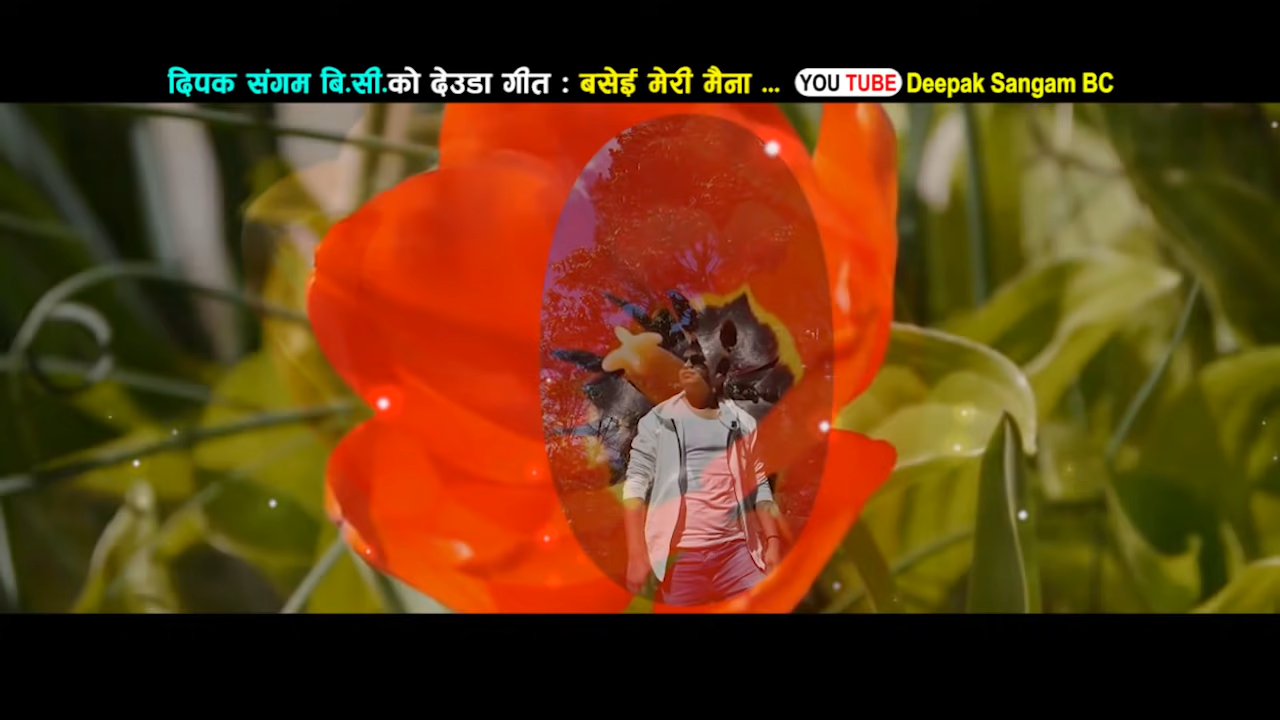 दिपक संगम बि.सी.को देउडा गीत : बसेई मेरी मैना ... YOU TUBE Deepak Sangam BC